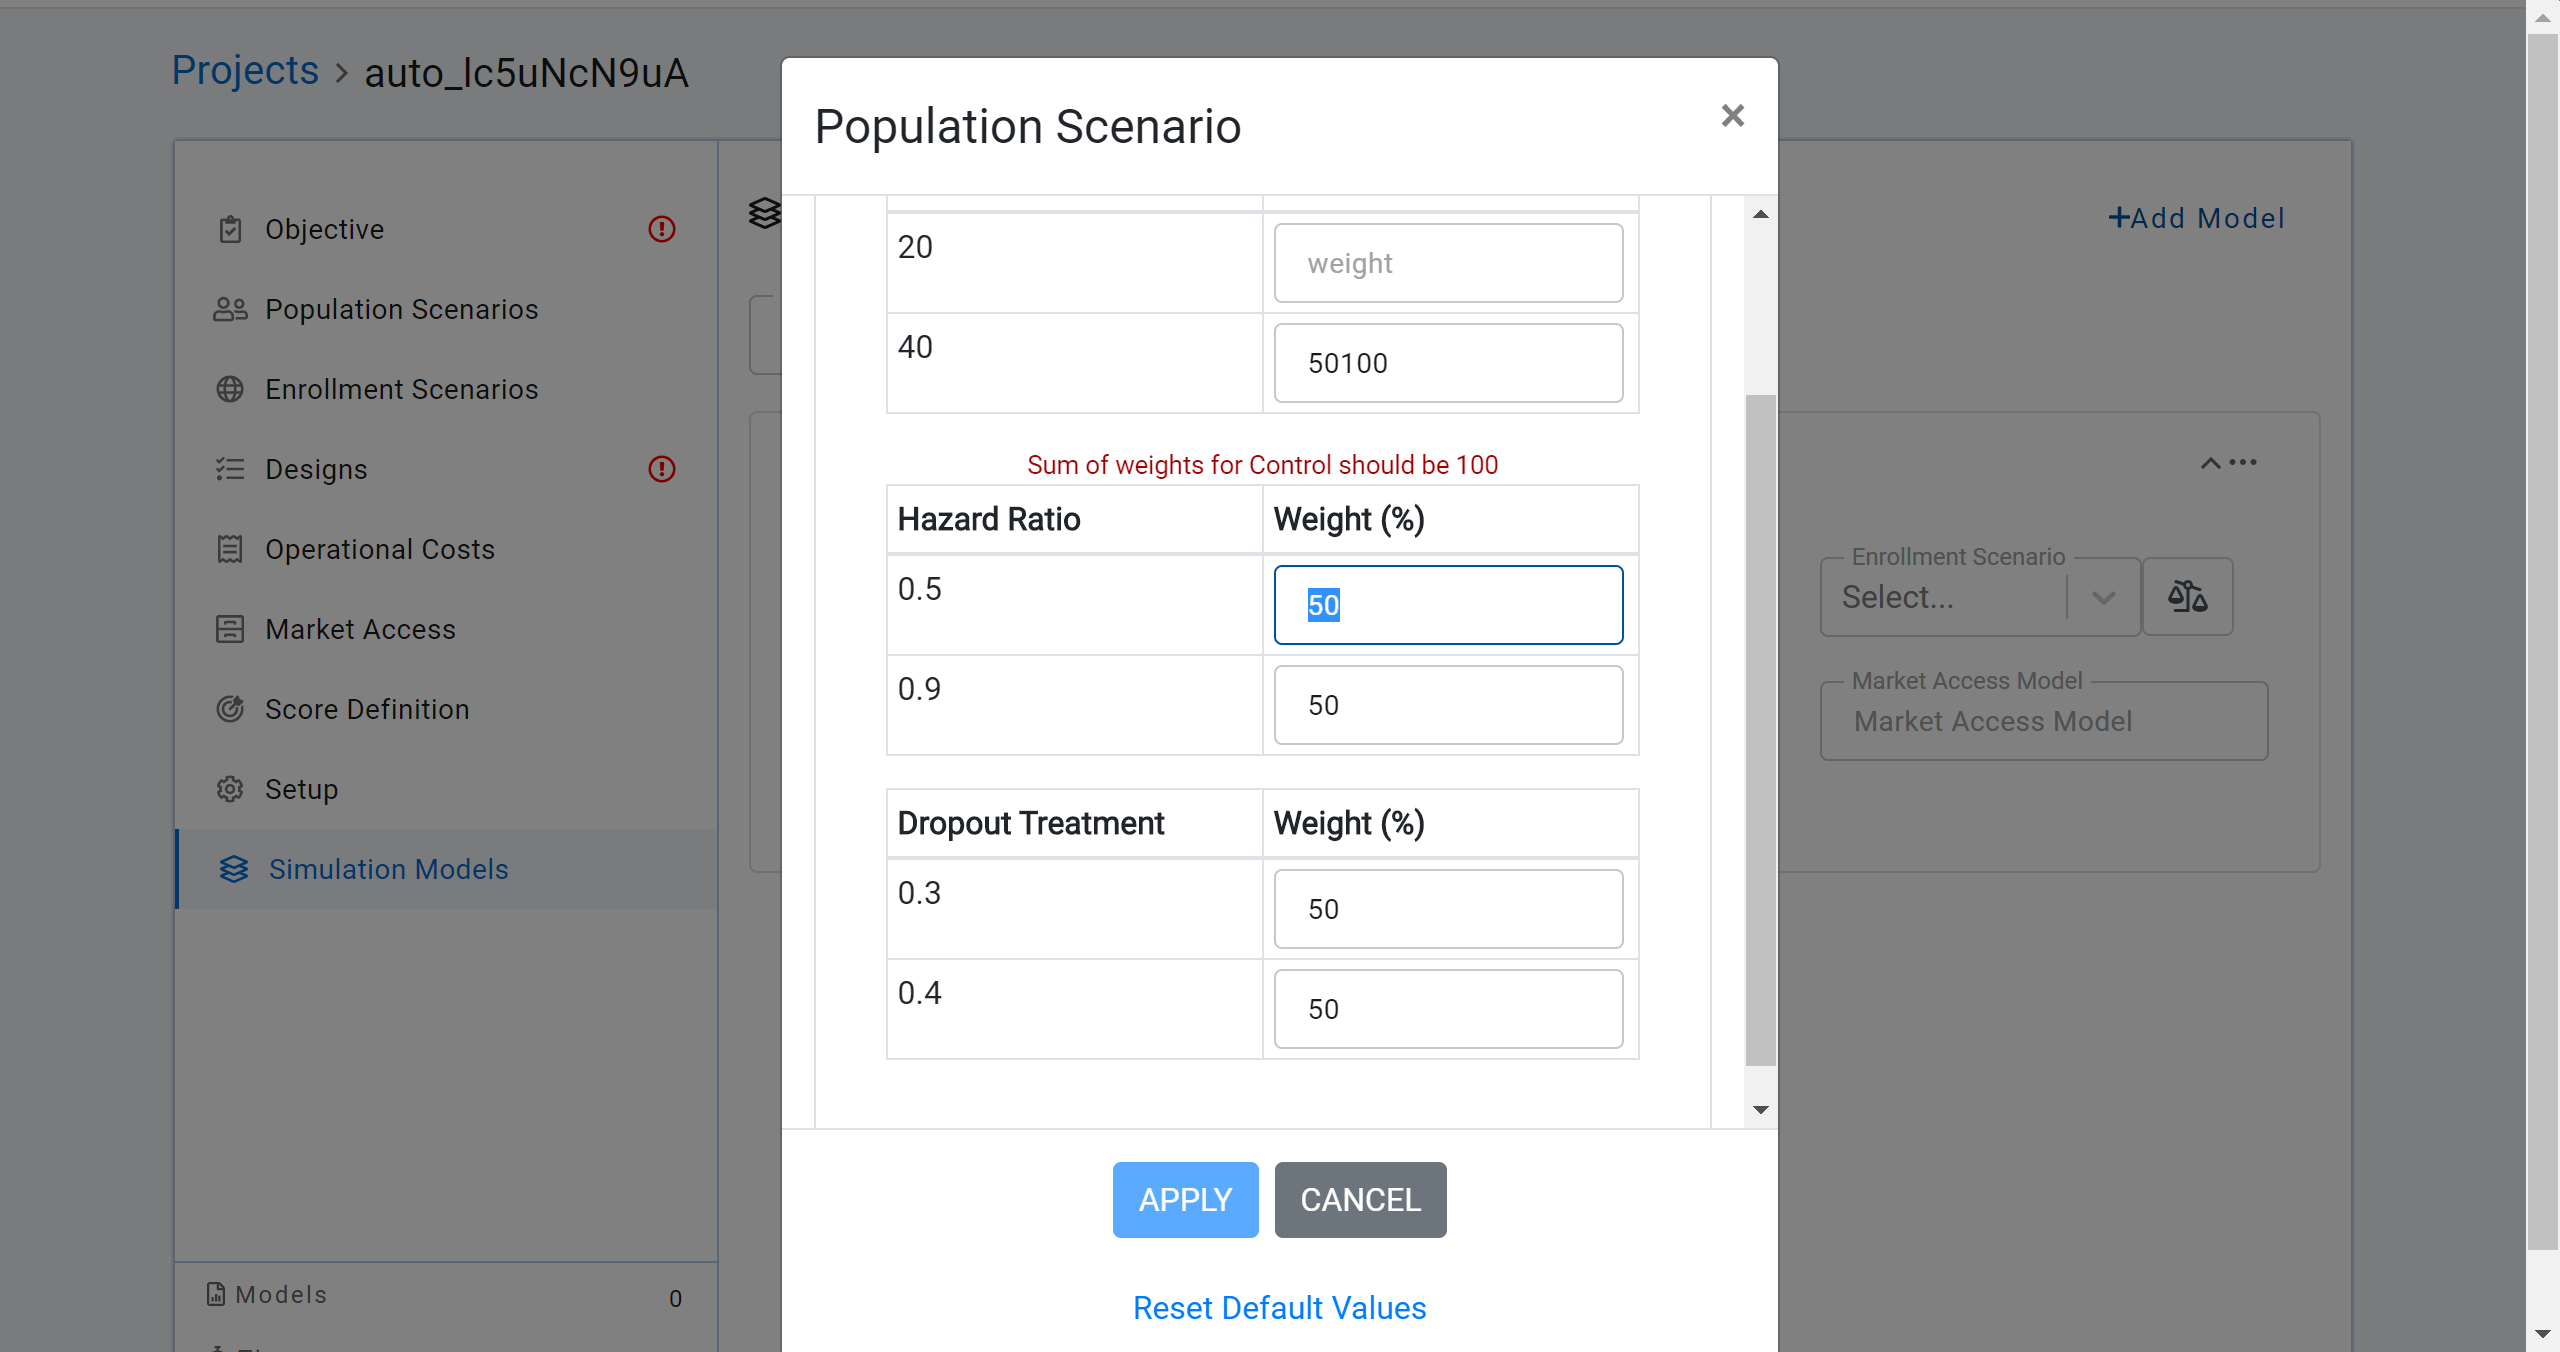 Projects > auto_lc5uNcN9uA
Objective
Population Scenarios
Enrollment Scenarios
Designs
Operational Costs
Market Access
Score Definition
Setup
Simulation Models
Models 0
Population Scenario
×
20 weight
40 50100
Sum of weights for Control should be 100
Hazard Ratio Weight (%)
0.5 50
0.9 50
Dropout Treatment Weight (%)
0.3 50
0.4 50
APPLY CANCEL
Reset Default Values
+Add Model
Enrollment Scenario
Select...
Market Access Model
Market Access Model